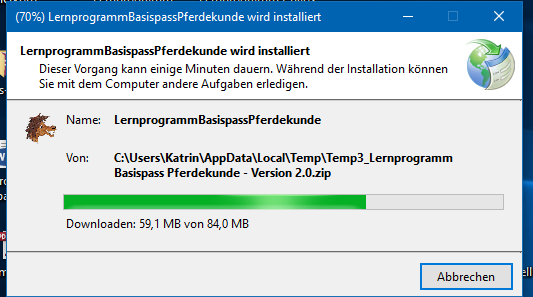 (70%) LernprogrammBasispassPferdekunde wird installiert
LernprogrammBasispassPferdekunde wird installiert
Dieser Vorgang kann einige Minuten dauern. Während der Installation können
Sie mit dem Computer andere Aufgaben erledigen.
Name: LernprogrammBasispassPferdekunde
Von: C:\Users\Katrin\AppData\Local\Temp\Temp3_Lernprogramm
Basispass Pferdekunde - Version 2.0.zip
Downloaden: 59,1 MB von 84,0 MB
Abbrechen